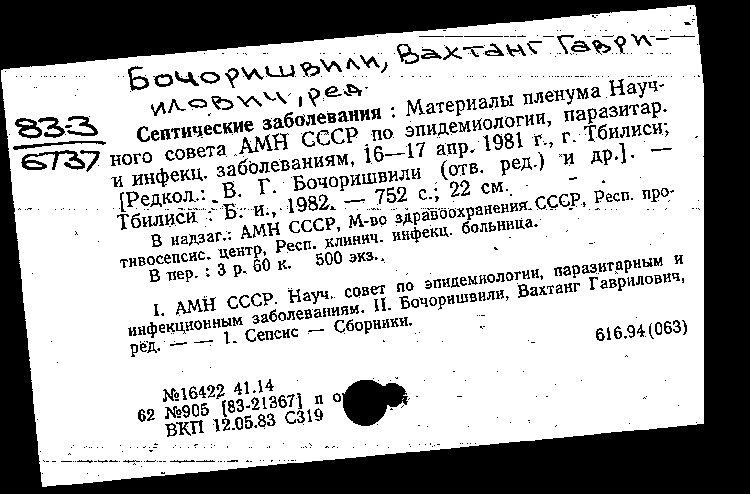 Бочоришвили, Вахтанг Гаври-
илович, ред.
83-3
6737
Септические заболевания : Материалы пленума Науч-
ного совета АМН СССР по эпидемиологии, паразитар.
и инфекц. заболеваниям, 16—17 апр. 1981 г., г. Тбилиси;
[Редкол.: В. Г. Бочоришвили (отв. ред.) и др.]. —
Тбилиси : Б. и., 1982. — 752 с.; 22 см.
В надзаг.: АМН СССР, М-во здравоохранения СССР, Респ. про-
тивосепсис. центр, Респ. клинич. инфекц. больница.
В пер. : 3 р. 60 к. 500 экз.
I. АМН СССР. Науч. совет по эпидемиологии, паразитарным и
инфекционным заболеваниям. II. Бочоришвили, Вахтанг Гаврилович,
ред. — — 1. Сепсис — Сборники.
616.94(063)
№16422 41.14
62 №905 [83-21367] п
ВКП 12.05.83 С319